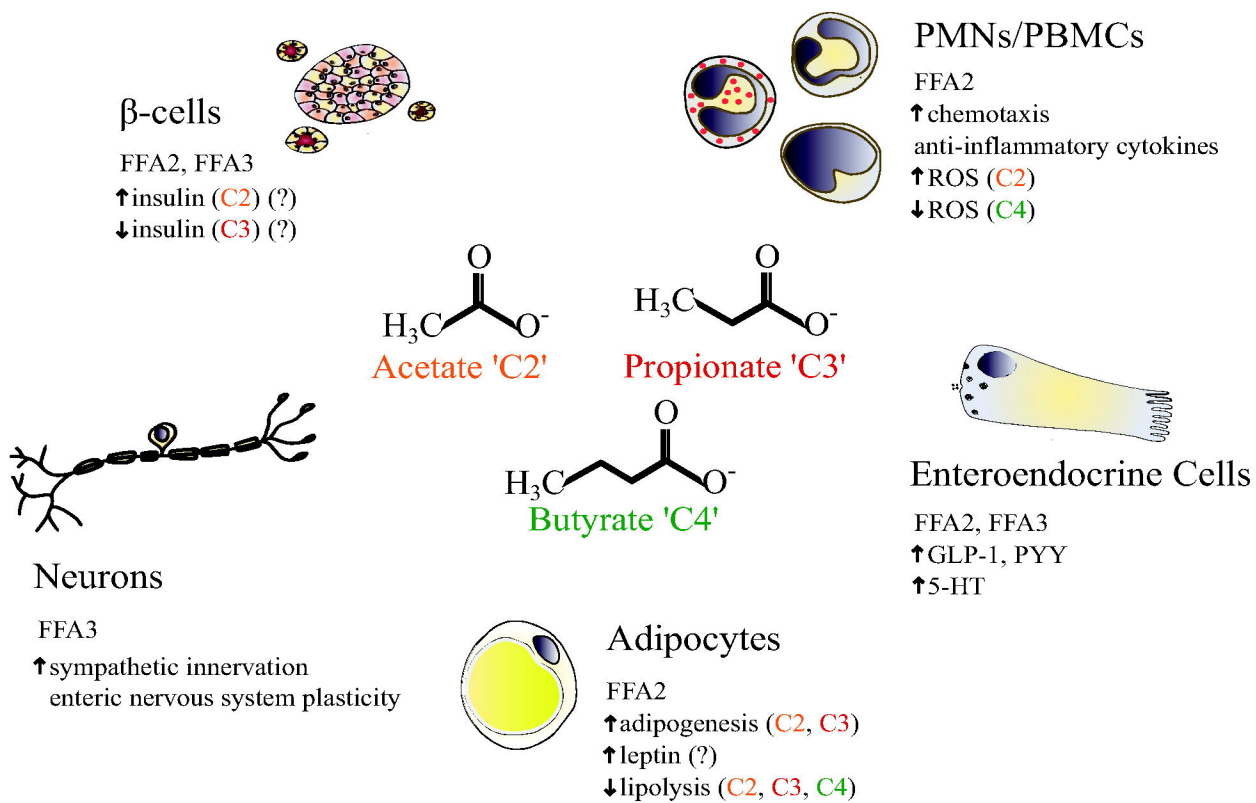 β-cells
FFA2, FFA3
↑insulin (C2) (?)
↓insulin (C3) (?)
PMNs/PBMCs
FFA2
↑chemotaxis
anti-inflammatory cytokines
↑ROS (C2)
↓ROS (C4)
O
H₃C
O⁻
Acetate 'C2'
O
H₃C
O⁻
Propionate 'C3'
O
H₃C
O⁻
Butyrate 'C4'
Enteroendocrine Cells
FFA2, FFA3
↑GLP-1, PYY
↑5-HT
Neurons
FFA3
↑sympathetic innervation
enteric nervous system plasticity
Adipocytes
FFA2
↑adipogenesis (C2, C3)
↑leptin (?)
↓lipolysis (C2, C3, C4)